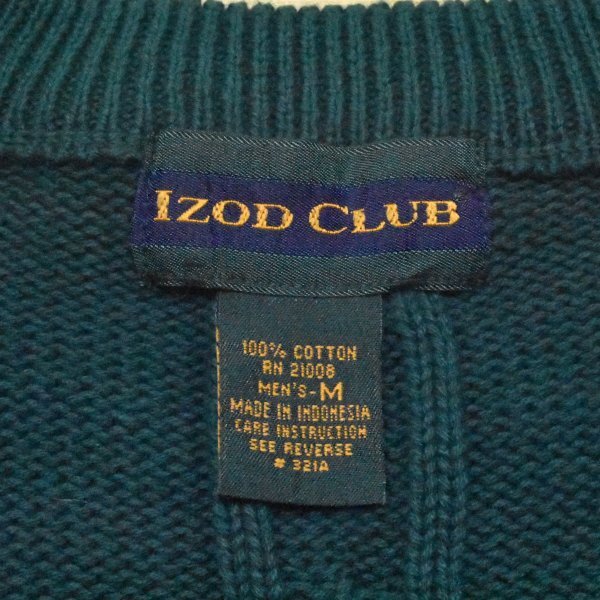 IZOD CLUB
100% COTTON
RN 21008
MEN'S-M
MADE IN INDONESIA
CARE INSTRUCTION
SEE REVERSE
# 321A